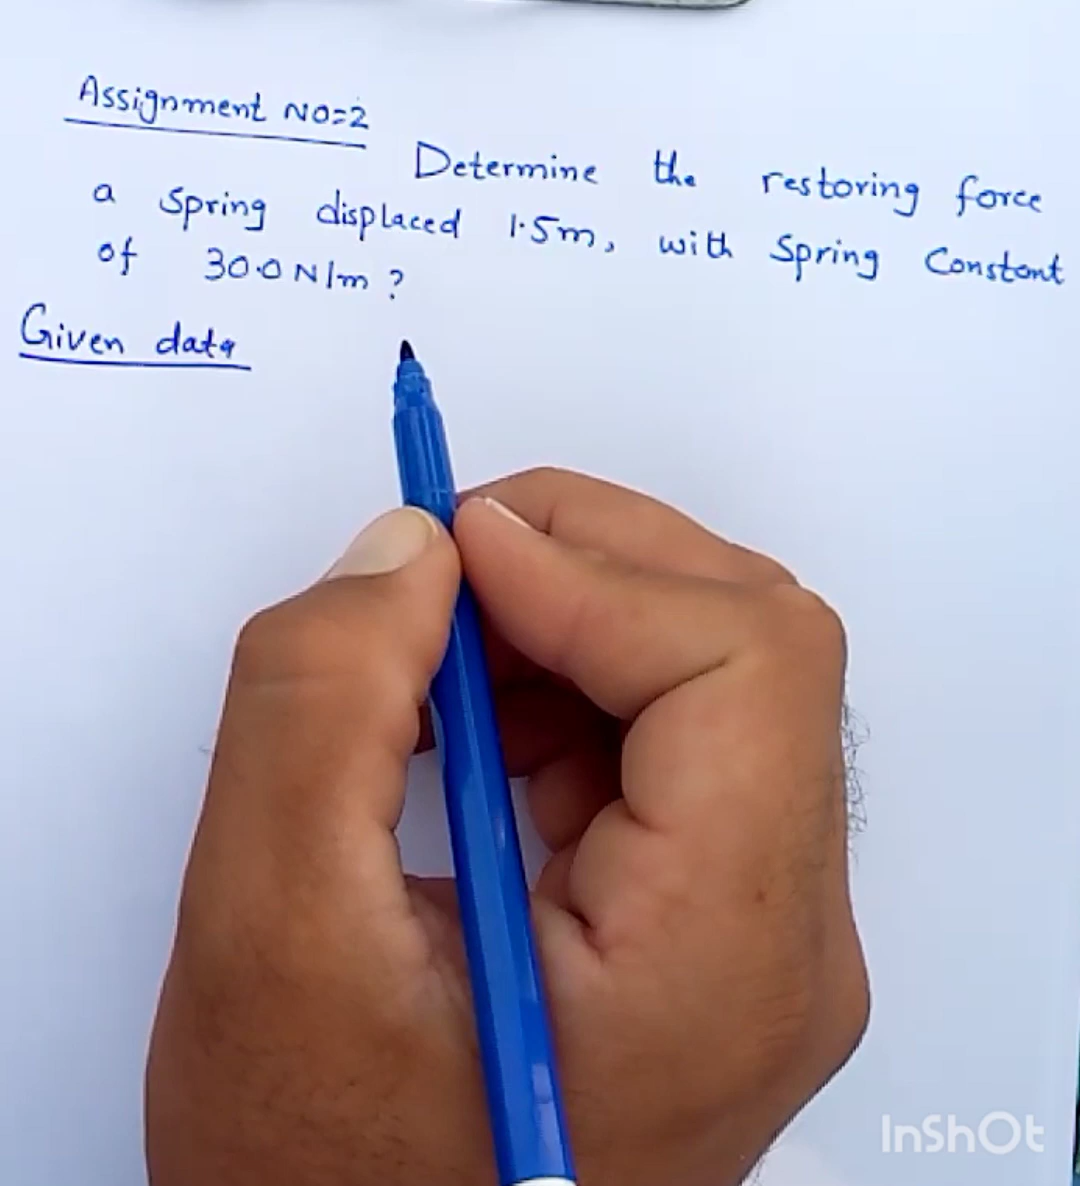 Assignment NO=2
Determine the restoring force
a spring displaced 1.5m, with spring Constant
of 30.0 N/m ?
Given data
InShOt